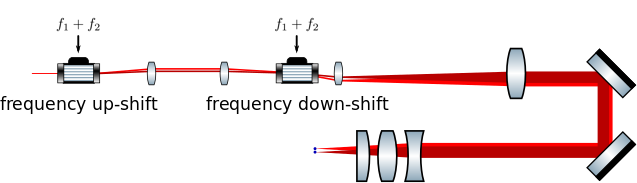 f₁ + f₂ f₁ + f₂
frequency up-shift frequency down-shift